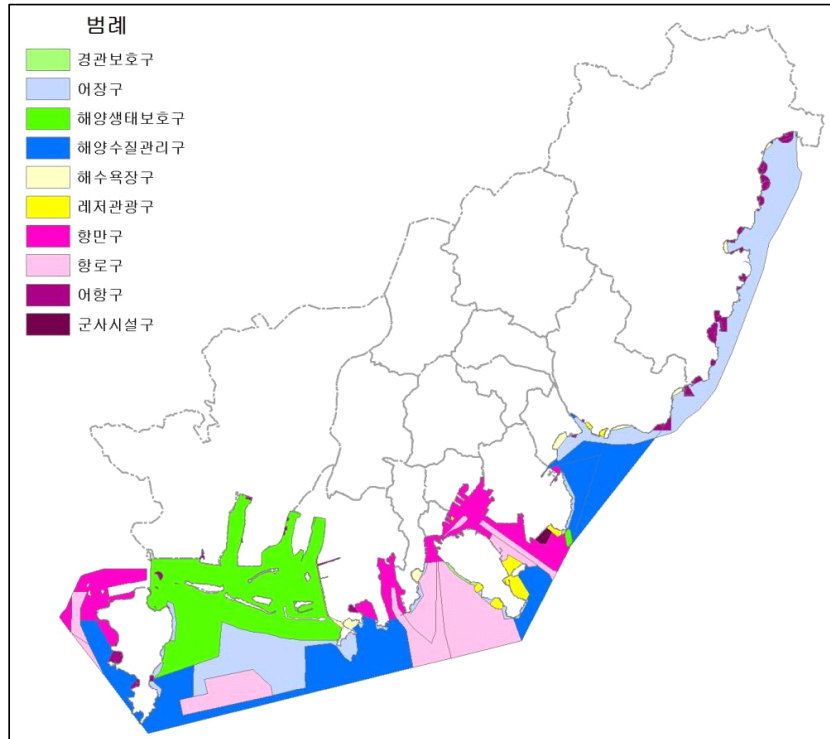 범례
경관보호구
어장구
해양생태보호구
해양수질관리구
해수욕장구
레저관광구
항만구
항로구
어항구
군사시설구